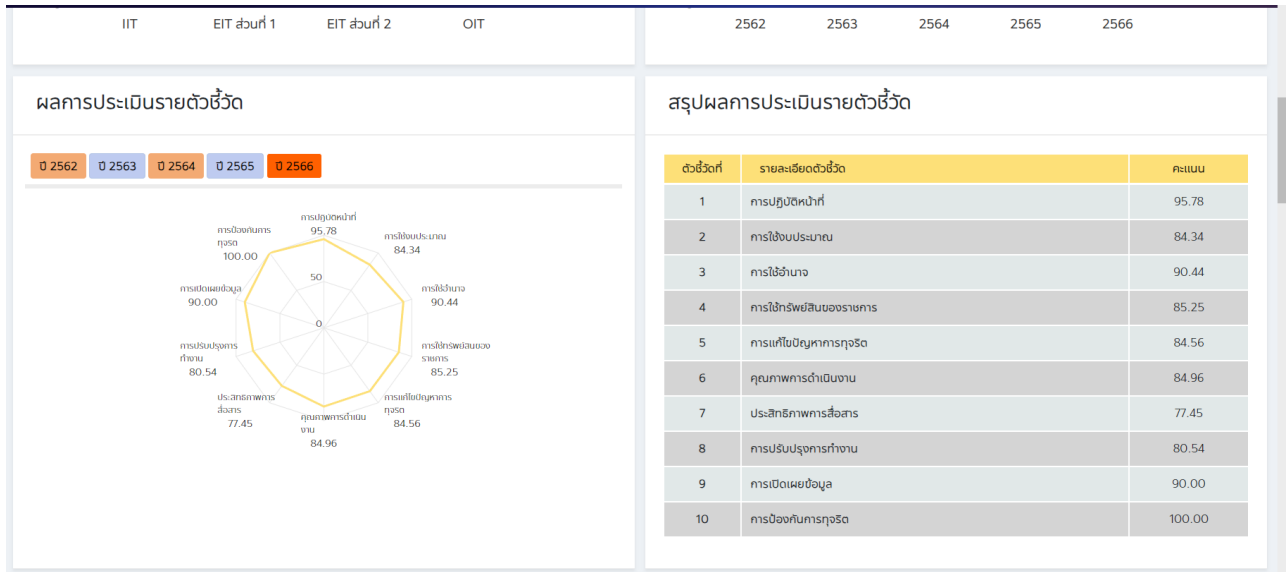 IIT EIT ส่วนที่ 1 EIT ส่วนที่ 2 OIT
2562 2563 2564 2565 2566
ผลการประเมินรายตัวชี้วัด
ปี 2562 ปี 2563 ปี 2564 ปี 2565 ปี 2566
การปฏิบัติหน้าที่
95.78
การใช้งบประมาณ
84.34
การใช้อำนาจ
90.44
การใช้ทรัพย์สินของ
ราชการ
85.25
การแก้ไขปัญหาการ
ทุจริต
84.56
คุณภาพการดำเนิน
งาน
84.96
ประสิทธิภาพการ
สื่อสาร
77.45
การปรับปรุงการ
ทำงาน
80.54
การเปิดเผยข้อมูล
90.00
การป้องกันการ
ทุจริต
100.00
50
0
สรุปผลการประเมินรายตัวชี้วัด
ตัวชี้วัดที่ รายละเอียดตัวชี้วัด คะแนน
1 การปฏิบัติหน้าที่ 95.78
2 การใช้งบประมาณ 84.34
3 การใช้อำนาจ 90.44
4 การใช้ทรัพย์สินของราชการ 85.25
5 การแก้ไขปัญหาการทุจริต 84.56
6 คุณภาพการดำเนินงาน 84.96
7 ประสิทธิภาพการสื่อสาร 77.45
8 การปรับปรุงการทำงาน 80.54
9 การเปิดเผยข้อมูล 90.00
10 การป้องกันการทุจริต 100.00